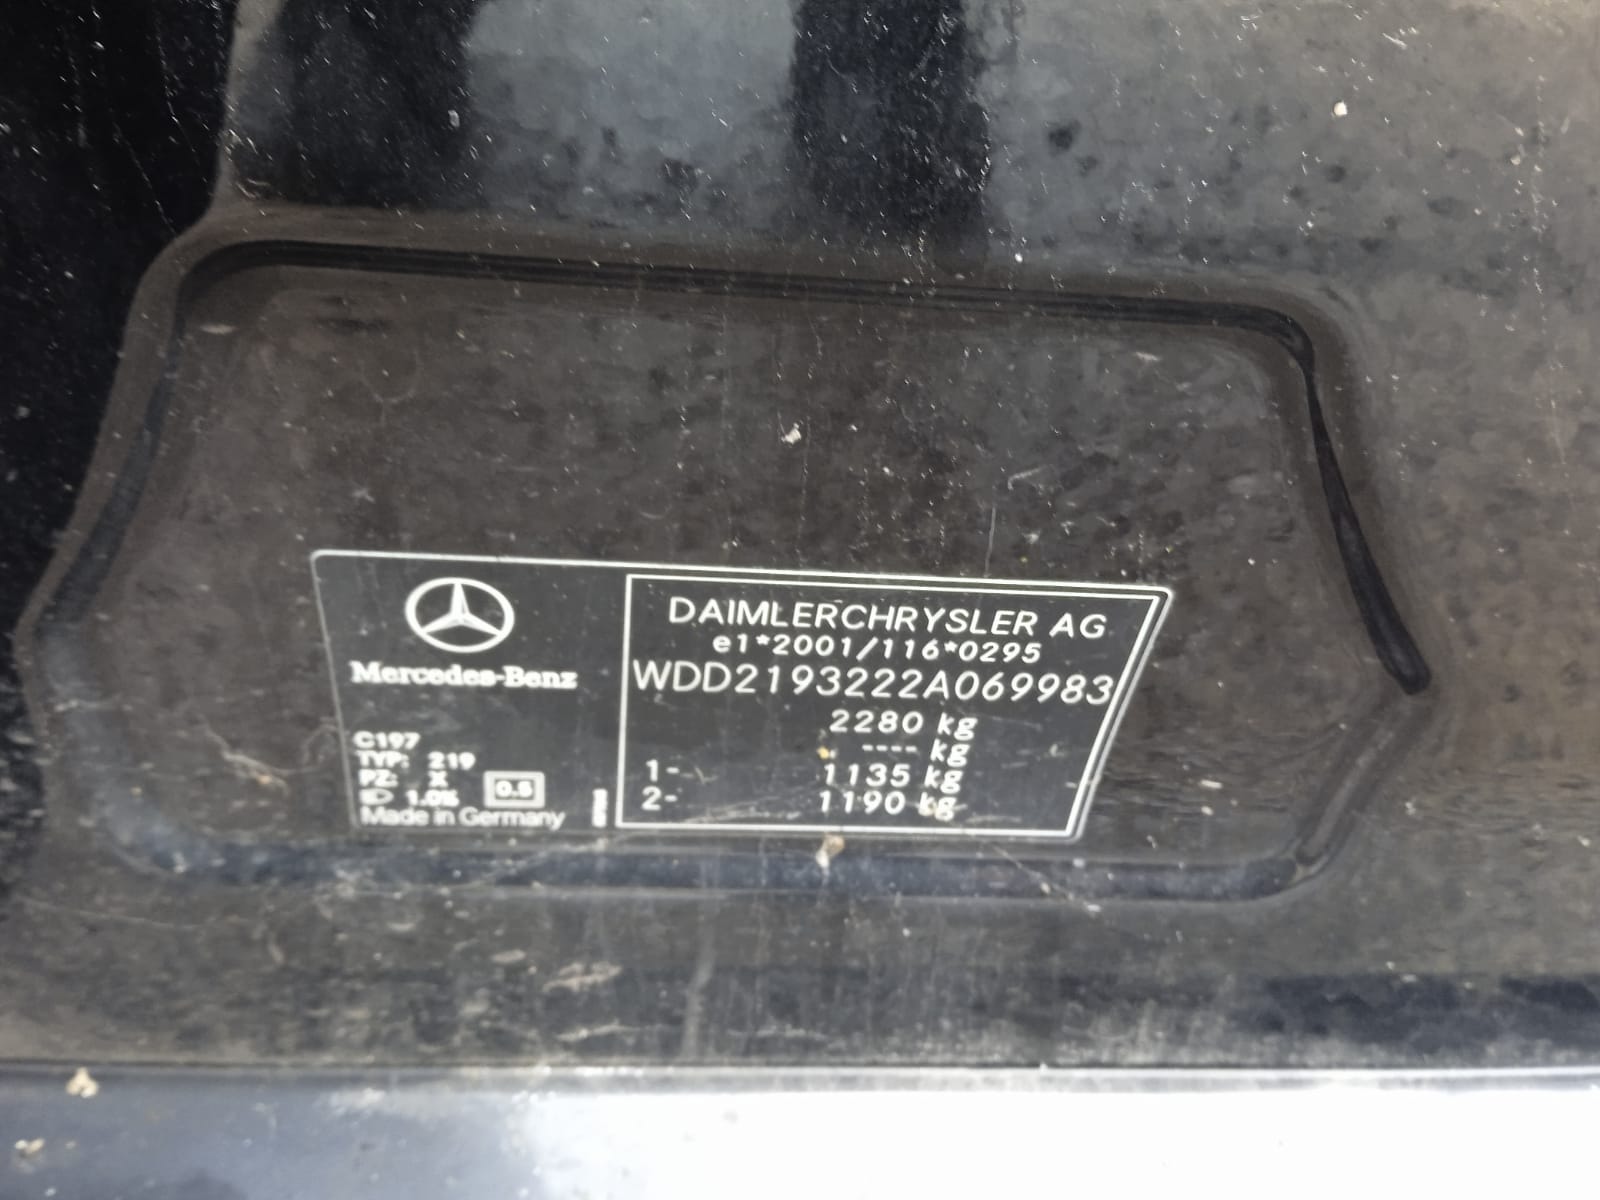 Mercedes-Benz
C197
TYP: 219
PZ: X
1.0%
0.5
Made in Germany
DAIMLERCHRYSLER AG
e1*2001/116*0295
WDD2193222A069983
2280 kg
---- kg
1- 1135 kg
2- 1190 kg